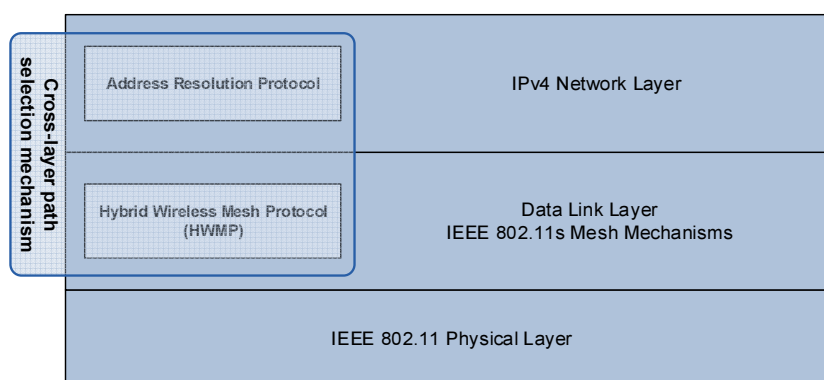 Cross-layer path
selection mechanism
Address Resolution Protocol
IPv4 Network Layer
Hybrid Wireless Mesh Protocol
(HWMP)
Data Link Layer
IEEE 802.11s Mesh Mechanisms
IEEE 802.11 Physical Layer